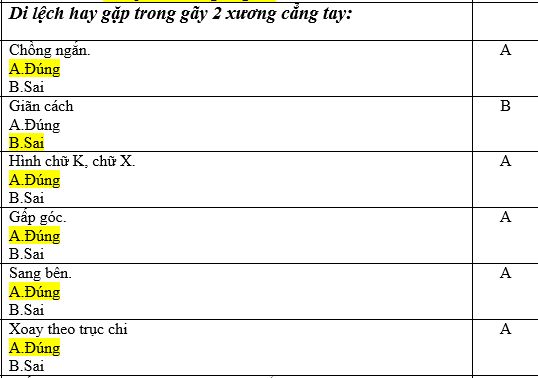 Di lệch hay gặp trong gãy 2 xương cẳng tay:
Chồng ngắn. A
A.Đúng
B.Sai
Giãn cách B
A.Đúng
B.Sai
Hình chữ K, chữ X. A
A.Đúng
B.Sai
Gấp góc. A
A.Đúng
B.Sai
Sang bên. A
A.Đúng
B.Sai
Xoay theo trục chi A
A.Đúng
B.Sai